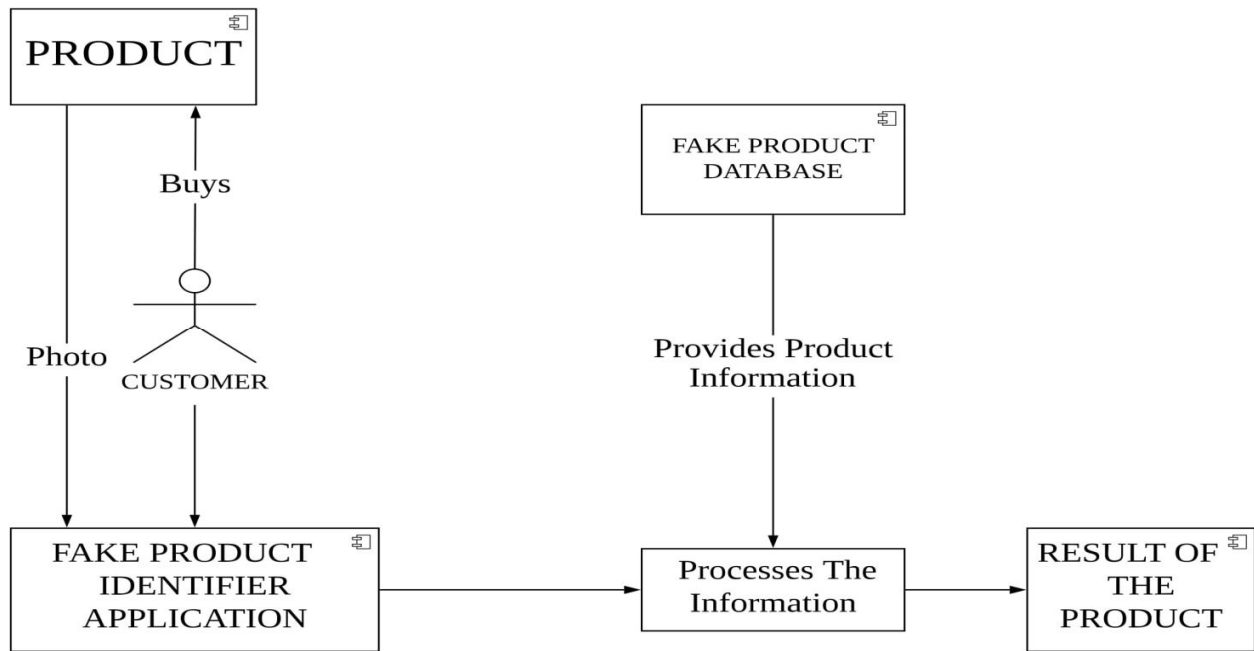 PRODUCT
FAKE PRODUCT
DATABASE
Buys
Photo
Provides Product
Information
CUSTOMER
FAKE PRODUCT
IDENTIFIER
APPLICATION
Processes The
Information
RESULT OF
THE
PRODUCT